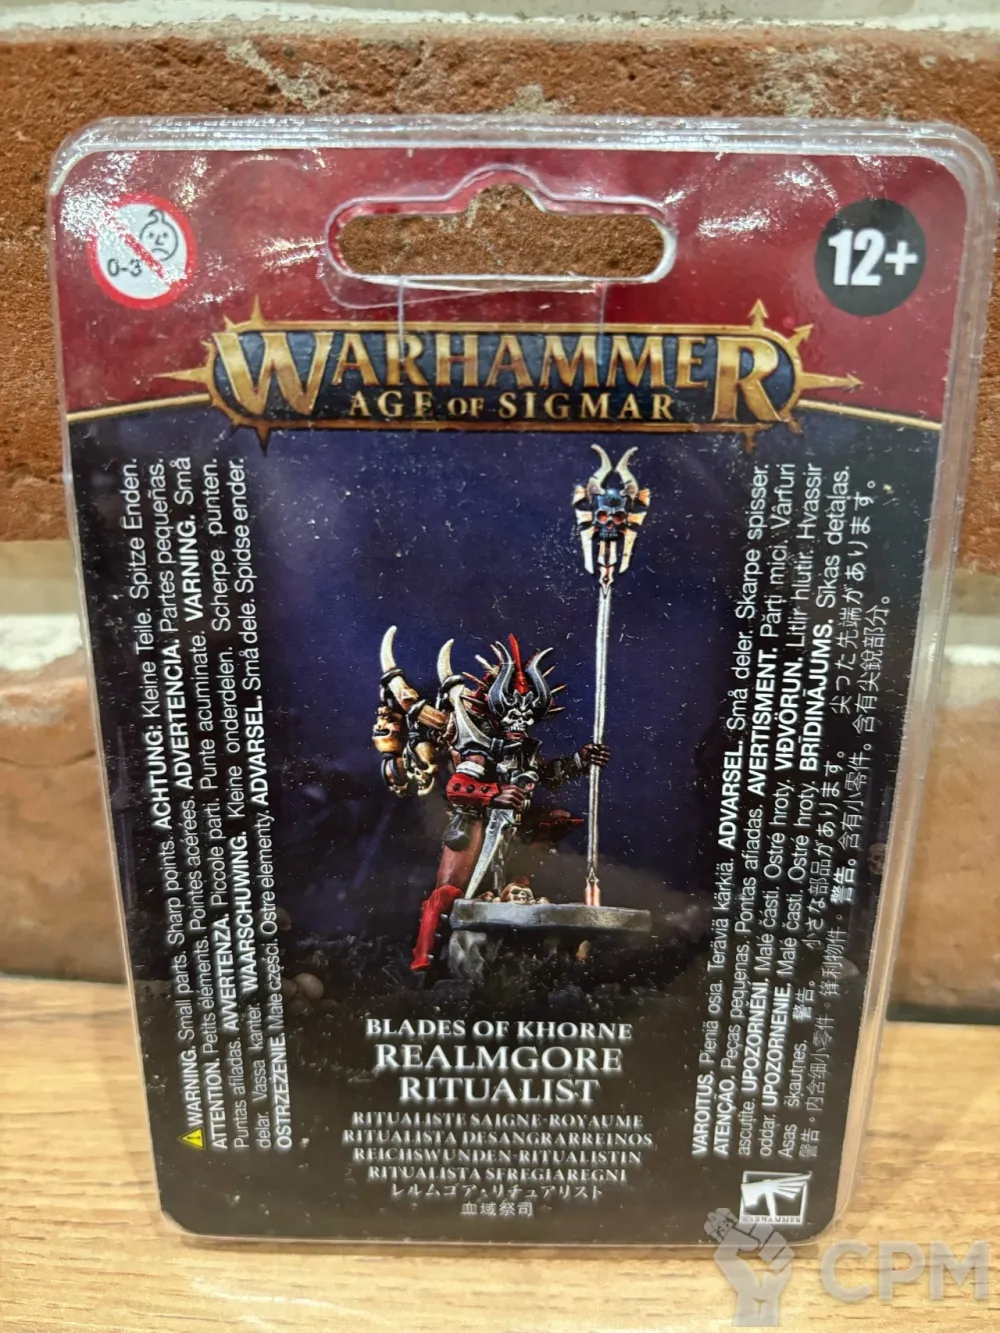 0-3
12+
WARHAMMER
AGE OF SIGMAR
⚠WARNING. Small parts. Sharp points. ACHTUNG: Kleine Teile. Spitze Enden.
ATTENTION. Petits éléments. Pointes acérées. ADVERTENCIA. Partes pequeñas.
Puntas afiladas. AVVERTENZA. Piccole parti. Punte acuminate. VARNING. Små
delar. Vassa kanter. WAARSCHUWING. Kleine onderdelen. Scherpe punten.
OSTRZEŻENIE. Małe części. Ostre elementy. ADVARSEL. Små dele. Spidse ender.
VAROITUS. Pieniä osia. Teräviä kärkiä. ADVARSEL. Små deler. Skarpe spisser.
ATENÇÃO. Peças pequenas. Pontas afiadas. AVERTISMENT. Părți mici. Vârfuri
ascuțite. UPOZORNĚNÍ. Malé části. Ostré hroty. VIÐVÖRUN. Litlir hlutir. Hvassir
oddar. UPOZORNENIE. Malé časti. Ostré hroty. BRĪDINĀJUMS. Sīkas detaļas.
Asas šķautnes. 警告。小さな部品があります。 尖った先端があります。
警告。内含细小零件。锋利物件。警告。含有小零件。含有尖銳部分。
BLADES OF KHORNE
REALMGORE
RITUALIST
RITUALISTE SAIGNE-ROYAUME
RITUALISTA DESANGRARREINOS
REICHSWUNDEN-RITUALISTIN
RITUALISTA SFREGIAREGNI
レルムゴア・リチュアリスト
血域祭司
WARHAMMER
CPM